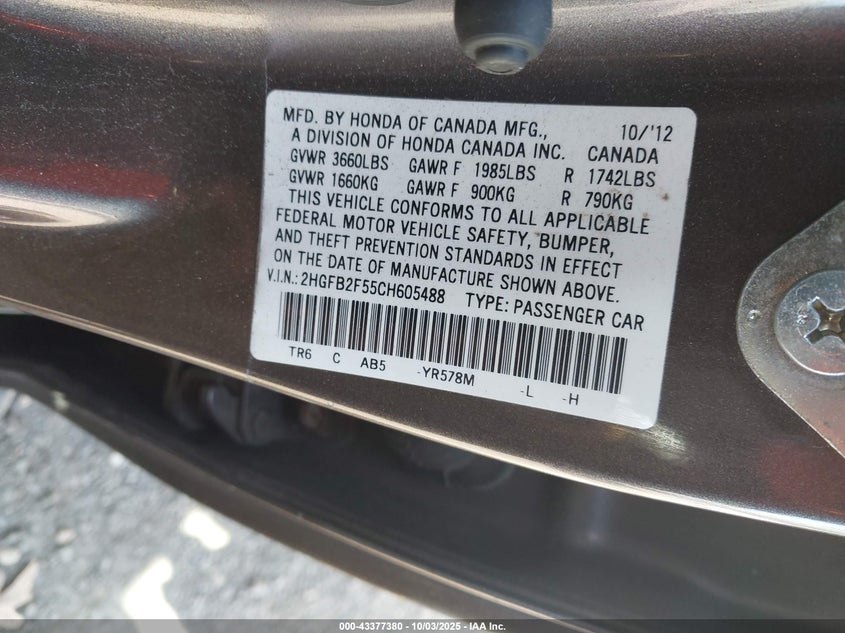 MFD. BY HONDA OF CANADA MFG., 10/'12
A DIVISION OF HONDA CANADA INC. CANADA
GVWR 3660LBS GAWR F 1985LBS R 1742LBS
GVWR 1660KG GAWR F 900KG R 790KG
THIS VEHICLE CONFORMS TO ALL APPLICABLE
FEDERAL MOTOR VEHICLE SAFETY, BUMPER,
AND THEFT PREVENTION STANDARDS IN EFFECT
ON THE DATE OF MANUFACTURE SHOWN ABOVE.
V.I.N.: 2HGFB2F55CH605488 TYPE: PASSENGER CAR
TR6 C AB5 -YR578M -L -H
000-43377380 - 10/03/2025 - IAA Inc.